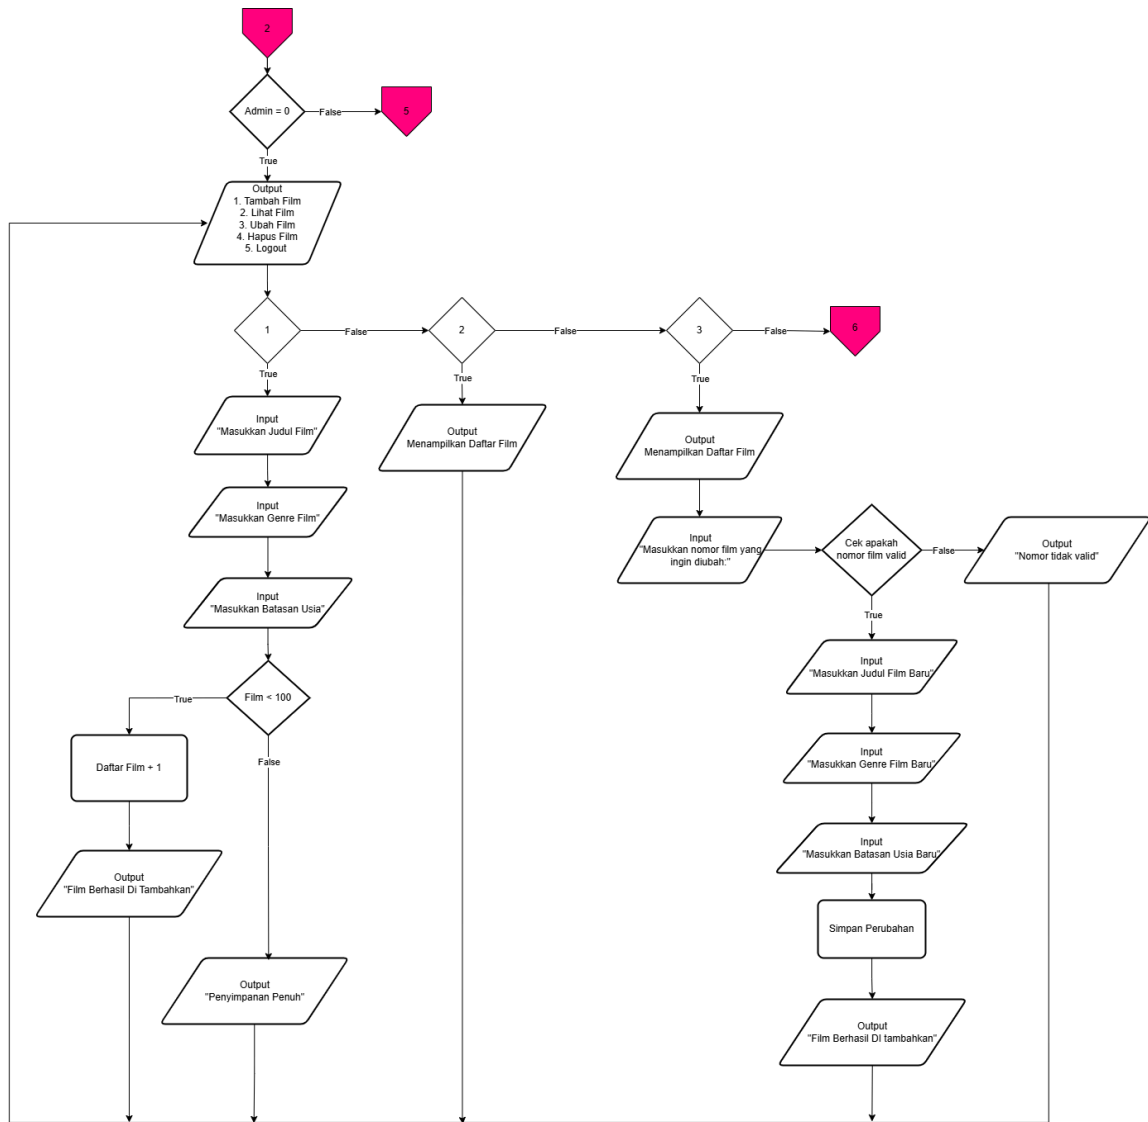 2
Admin = 0
False
5
True
Output
1. Tambah Film
2. Lihat Film
3. Ubah Film
4. Hapus Film
5. Logout
1
False
2
False
3
False
6
True
True
True
Input
"Masukkan Judul Film"
Output
Menampilkan Daftar Film
Output
Menampilkan Daftar Film
Input
"Masukkan Genre Film"
Input
"Masukkan nomor film yang
ingin diubah:"
Cek apakah
nomor film valid
False
Output
"Nomor tidak valid"
Input
"Masukkan Batasan Usia"
True
Input
"Masukkan Judul Film Baru"
Film < 100
True
False
Daftar Film + 1
Input
"Masukkan Genre Film Baru"
Input
"Masukkan Batasan Usia Baru"
Output
"Film Berhasil Di Tambahkan"
Simpan Perubahan
Output
"Penyimpanan Penuh"
Output
"Film Berhasil DI tambahkan"